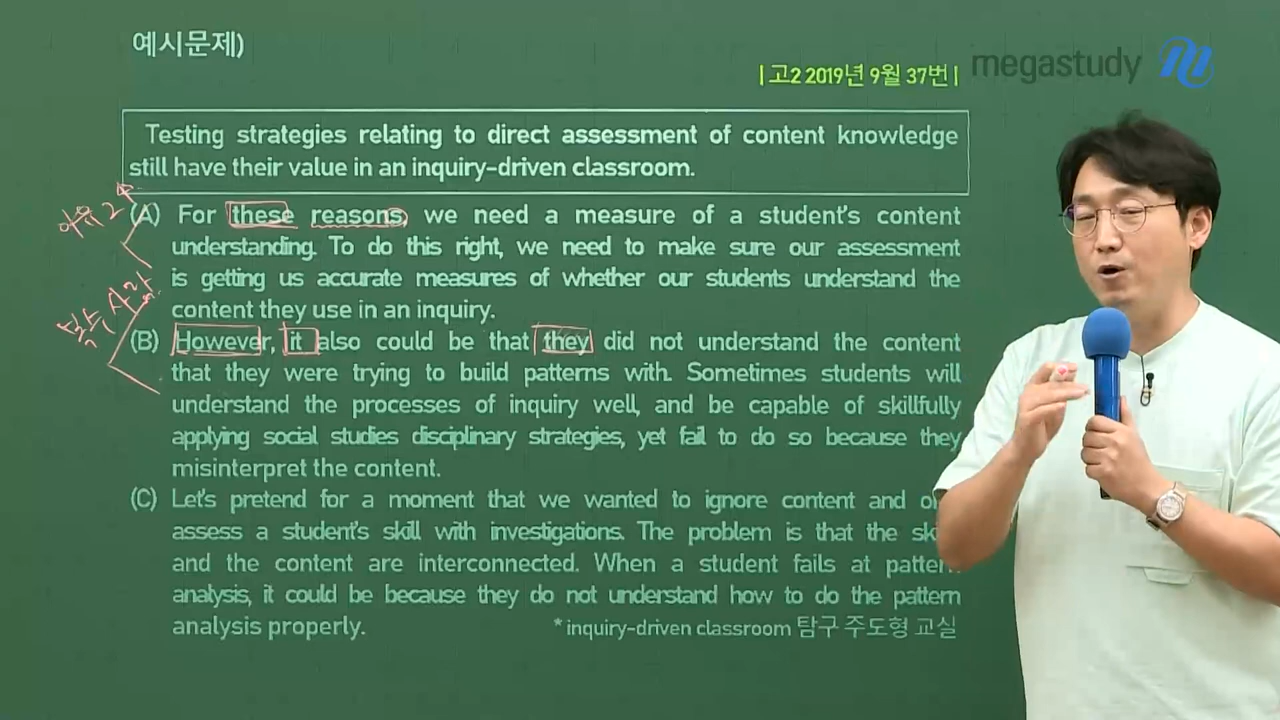 예시문제)
| 고2 2019년 9월 37번 |
megastudy
Testing strategies relating to direct assessment of content knowledge
still have their value in an inquiry-driven classroom.
이유 2개
(A) For these reasons, we need a measure of a student's content
understanding. To do this right, we need to make sure our assessment
is getting us accurate measures of whether our students understand the
content they use in an inquiry.
복수 사람
(B) However, it also could be that they did not understand the content
that they were trying to build patterns with. Sometimes students will
understand the processes of inquiry well, and be capable of skillfully
applying social studies disciplinary strategies, yet fail to do so because they
misinterpret the content.
(C) Let's pretend for a moment that we wanted to ignore content and
assess a student's skill with investigations. The problem is that the
and the content are interconnected. When a student fails at pattern
analysis, it could be because they do not understand how to do the pattern
analysis properly.
* inquiry-driven classroom 탐구 주도형 교실